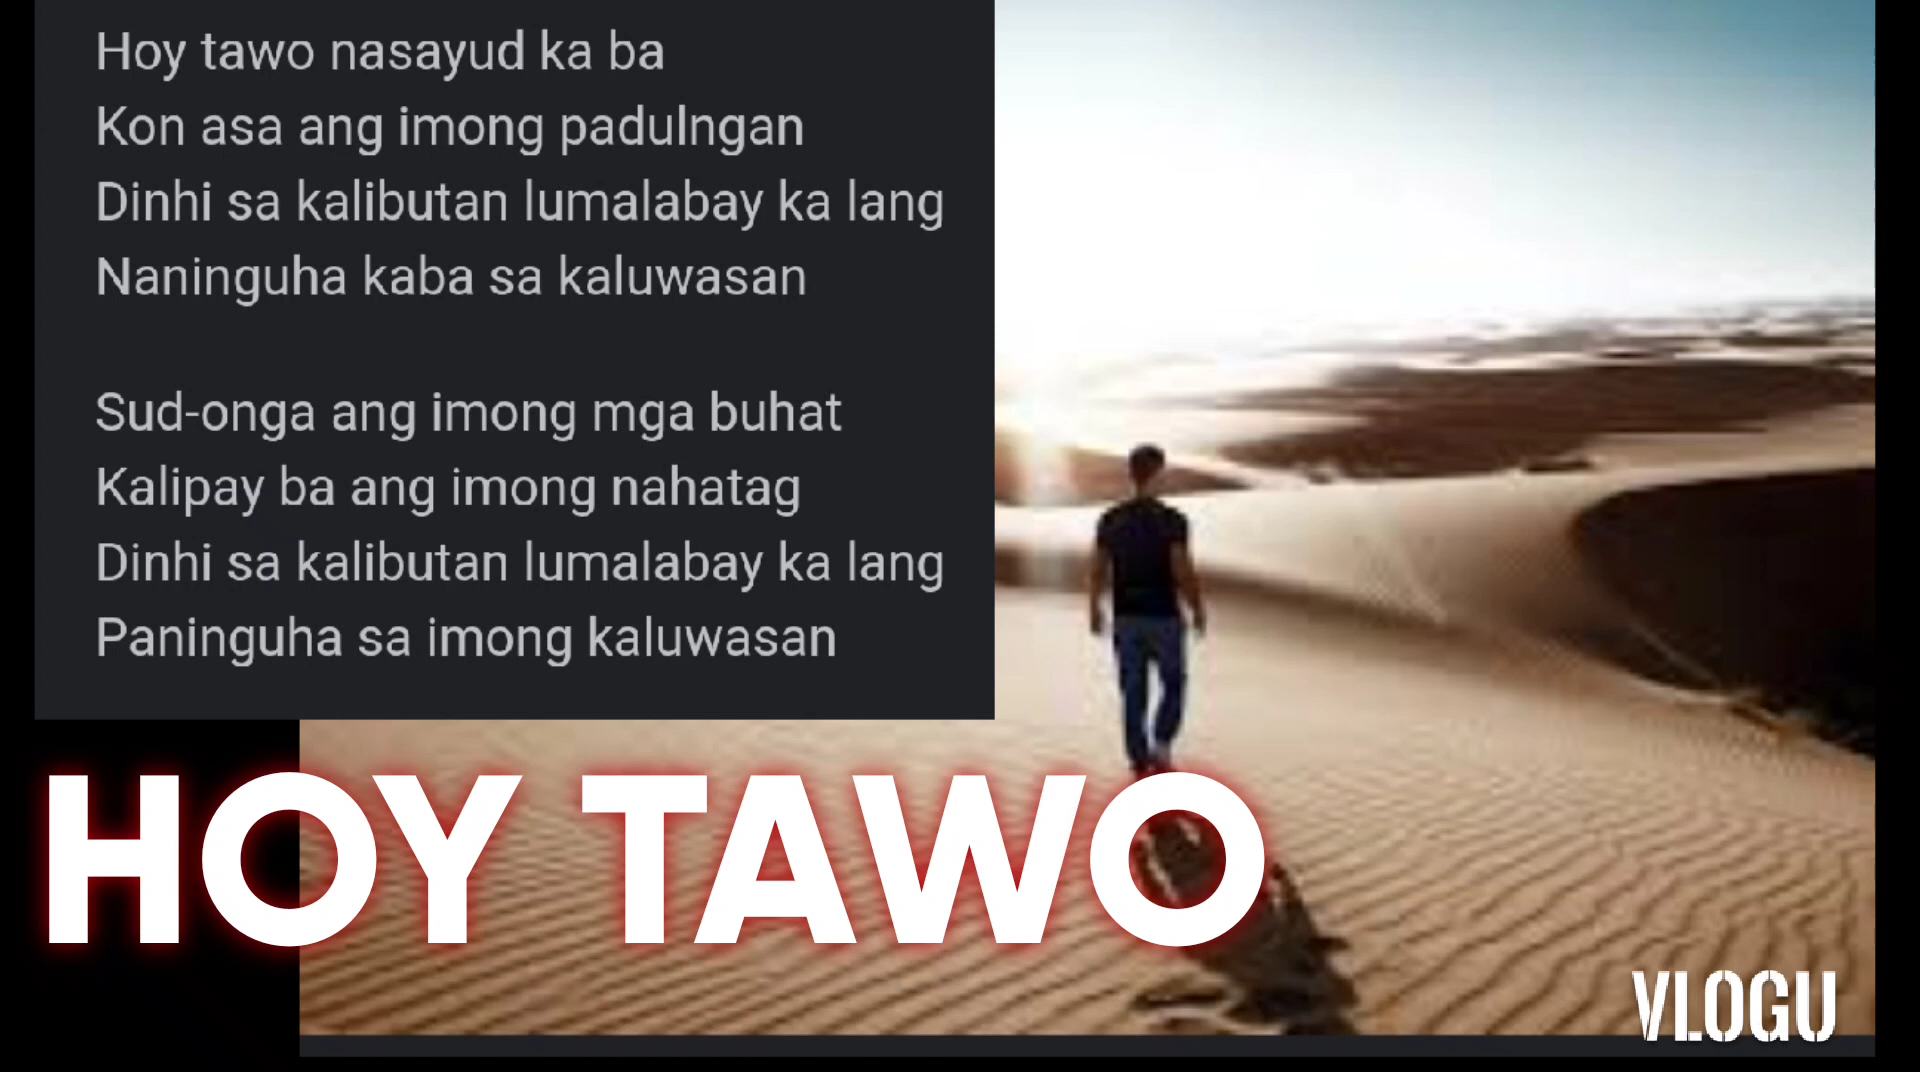 Hoy tawo nasayud ka ba
Kon asa ang imong padulngan
Dinhi sa kalibutan lumalabay ka lang
Naninguha kaba sa kaluwasan
Sud-onga ang imong mga buhat
Kalipay ba ang imong nahatag
Dinhi sa kalibutan lumalabay ka lang
Paninguha sa imong kaluwasan
HOY TAWO
VLOGU